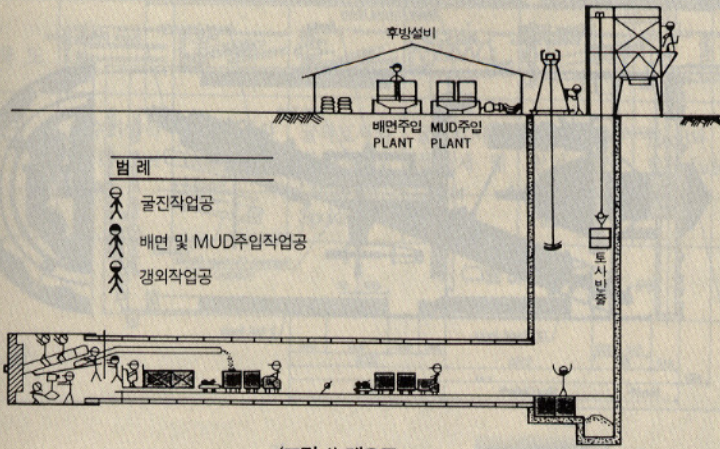 후방설비
배면주입 MUD주입
PLANT PLANT
범 례
굴진작업공
배면 및 MUD주입작업공
갱외작업공
토사반출